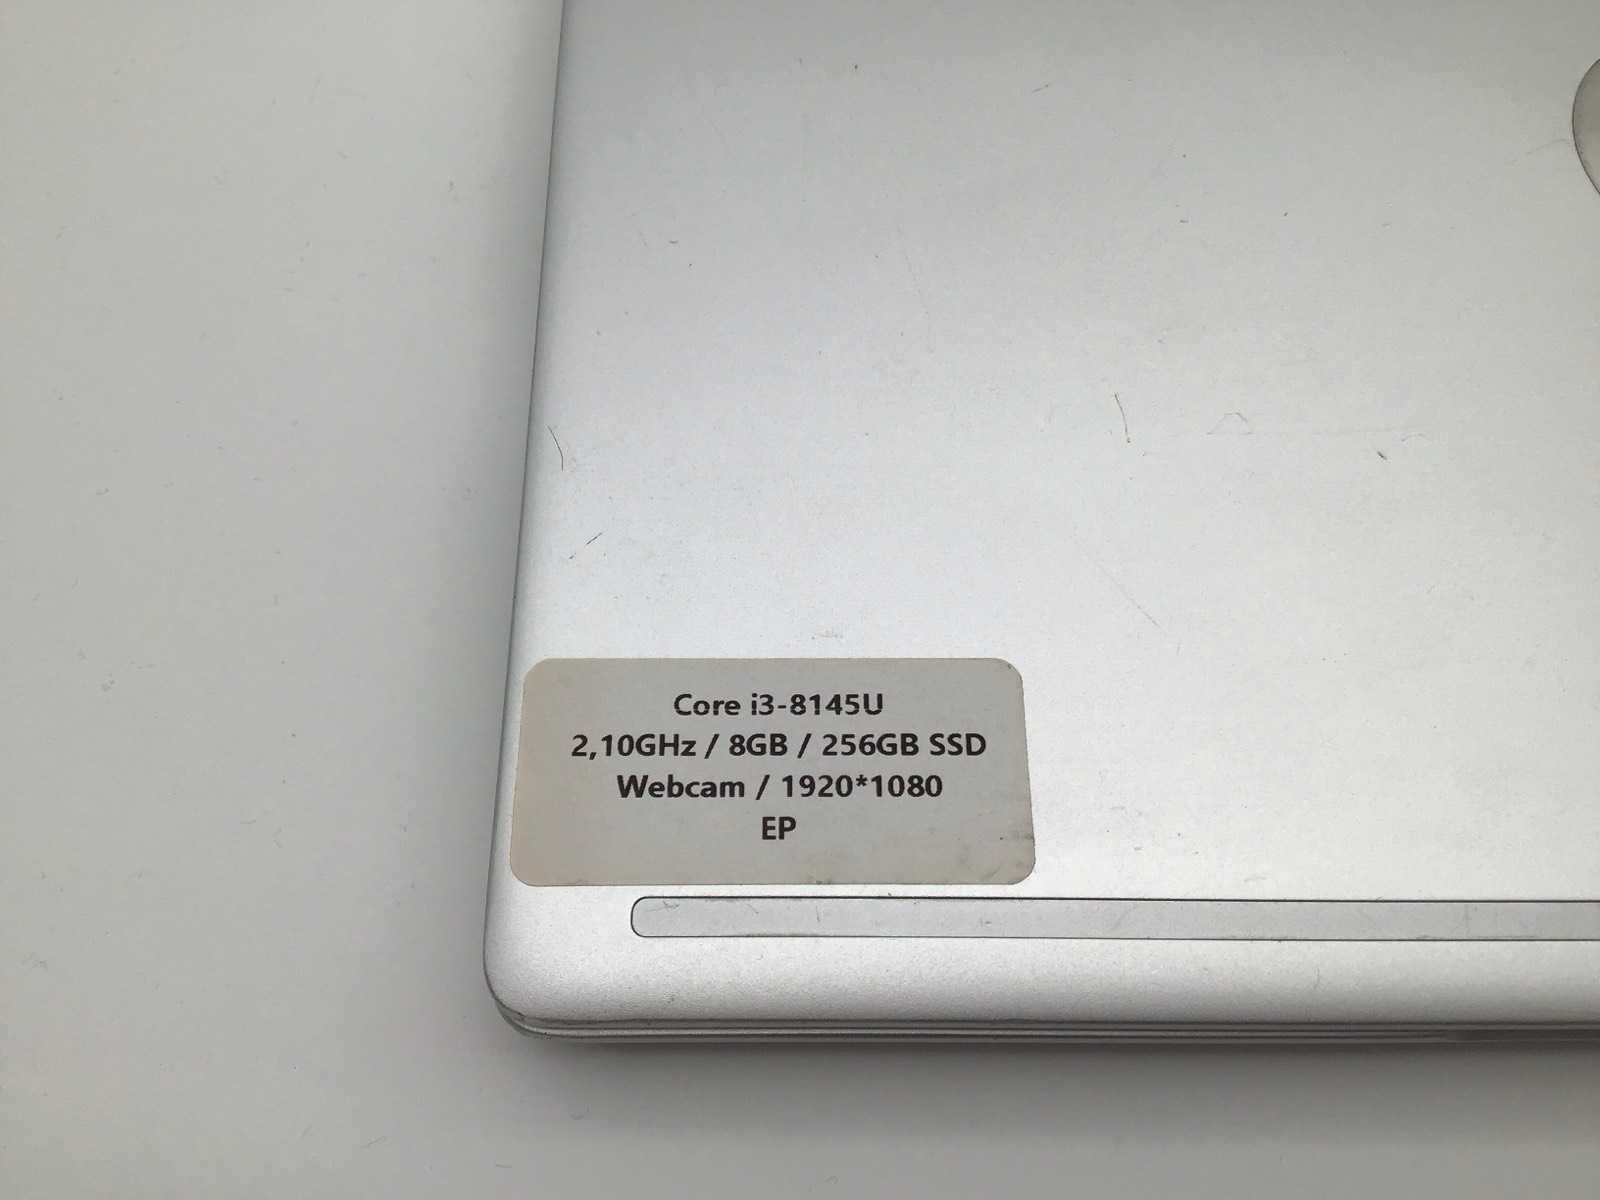 Core i3-8145U
2,10GHz / 8GB / 256GB SSD
Webcam / 1920*1080
EP